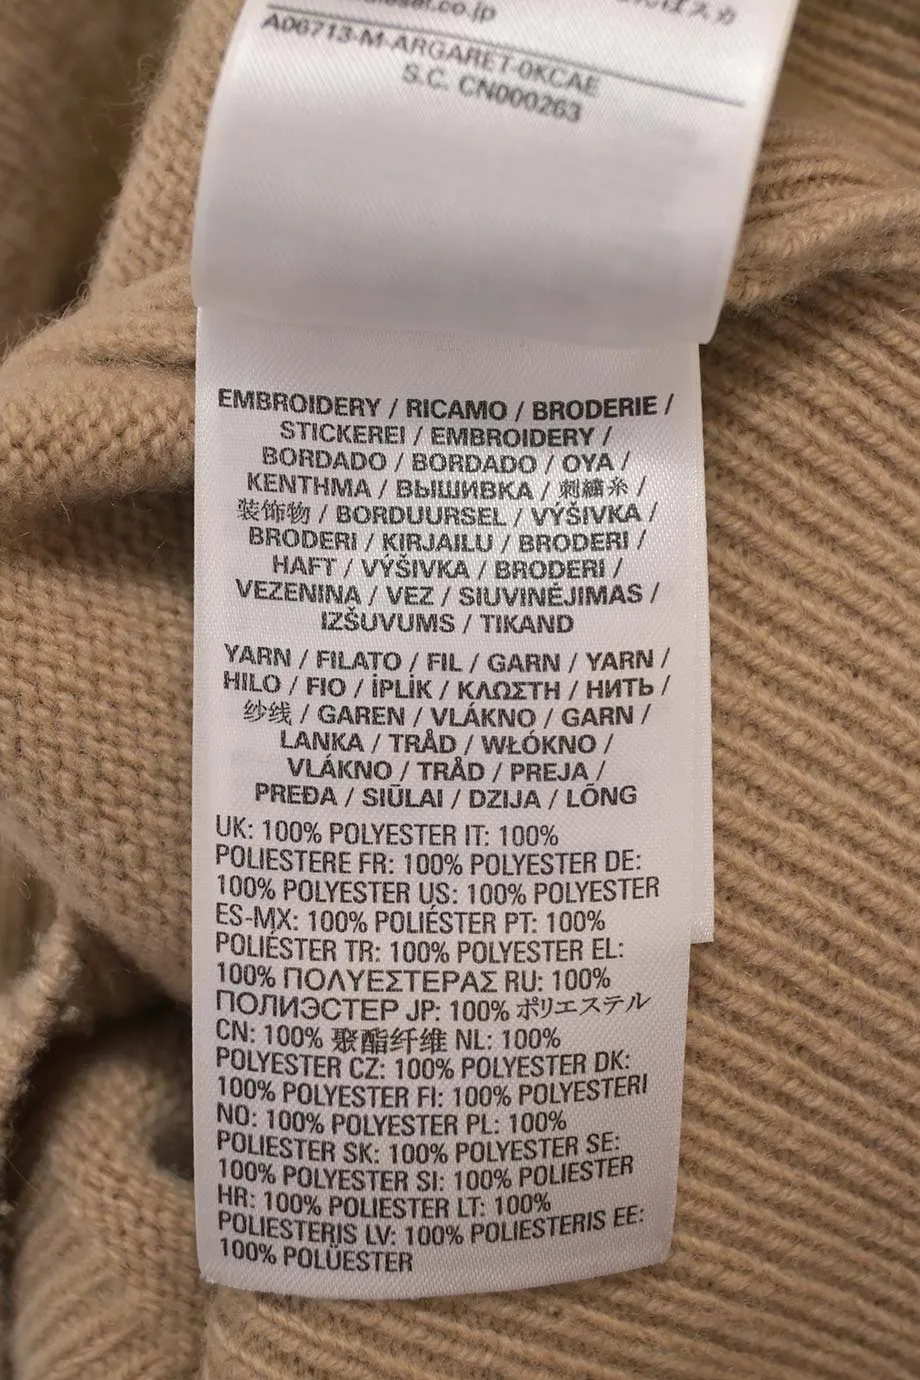 esel.co.jp
A06713-M-ARGARET-0KCAE
S.C. CN000263
EMBROIDERY / RICAMO / BRODERIE /
STICKEREI / EMBROIDERY /
BORDADO / BORDADO / OYA /
ΚΕΝΤΗΜΑ / ВЫШИВКА / 刺繍糸 /
装饰物 / BORDUURSEL / VÝŠIVKA /
BRODERI / KIRJAILU / BRODERI /
HAFT / VÝŠIVKA / BRODERI /
VEZENINA / VEZ / SIUVINĖJIMAS /
IZŠUVUMS / TIKAND
YARN / FILATO / FIL / GARN / YARN /
HILO / FIO / İPLİK / ΚΛΩΣΤΗ / НИТЬ /
纱线 / GAREN / VLÁKNO / GARN /
LANKA / TRÅD / WŁÓKNO /
VLÁKNO / TRÅD / PREJA /
PREĐA / SIŪLAI / DZIJA / LÕNG
UK: 100% POLYESTER IT: 100%
POLIESTERE FR: 100% POLYESTER DE:
100% POLYESTER US: 100% POLYESTER
ES-MX: 100% POLIÉSTER PT: 100%
POLIÉSTER TR: 100% POLYESTER EL:
100% ΠΟΛΥΕΣΤΕΡΑΣ RU: 100%
ПОЛИЭСТЕР JP: 100% ポリエステル
CN: 100% 聚酯纤维 NL: 100%
POLYESTER CZ: 100% POLYESTER DK:
100% POLYESTER FI: 100% POLYESTERI
NO: 100% POLYESTER PL: 100%
POLIESTER SK: 100% POLYESTER SE:
100% POLYESTER SI: 100% POLIESTER
HR: 100% POLIESTER LT: 100%
POLIESTERIS LV: 100% POLIESTERIS EE:
100% POLÜESTER